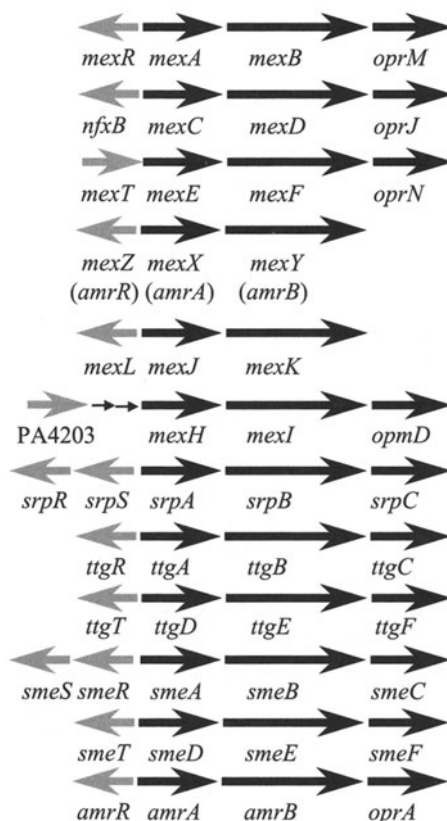 mexR mexA mexB oprM
nfxB mexC mexD oprJ
mexT mexE mexF oprN
mexZ mexX mexY
(amrR) (amrA) (amrB)
mexL mexJ mexK
PA4203 mexH mexI opmD
srpR srpS srpA srpB srpC
ttgR ttgA ttgB ttgC
ttgT ttgD ttgE ttgF
smeS smeR smeA smeB smeC
smeT smeD smeE smeF
amrR amrA amrB oprA